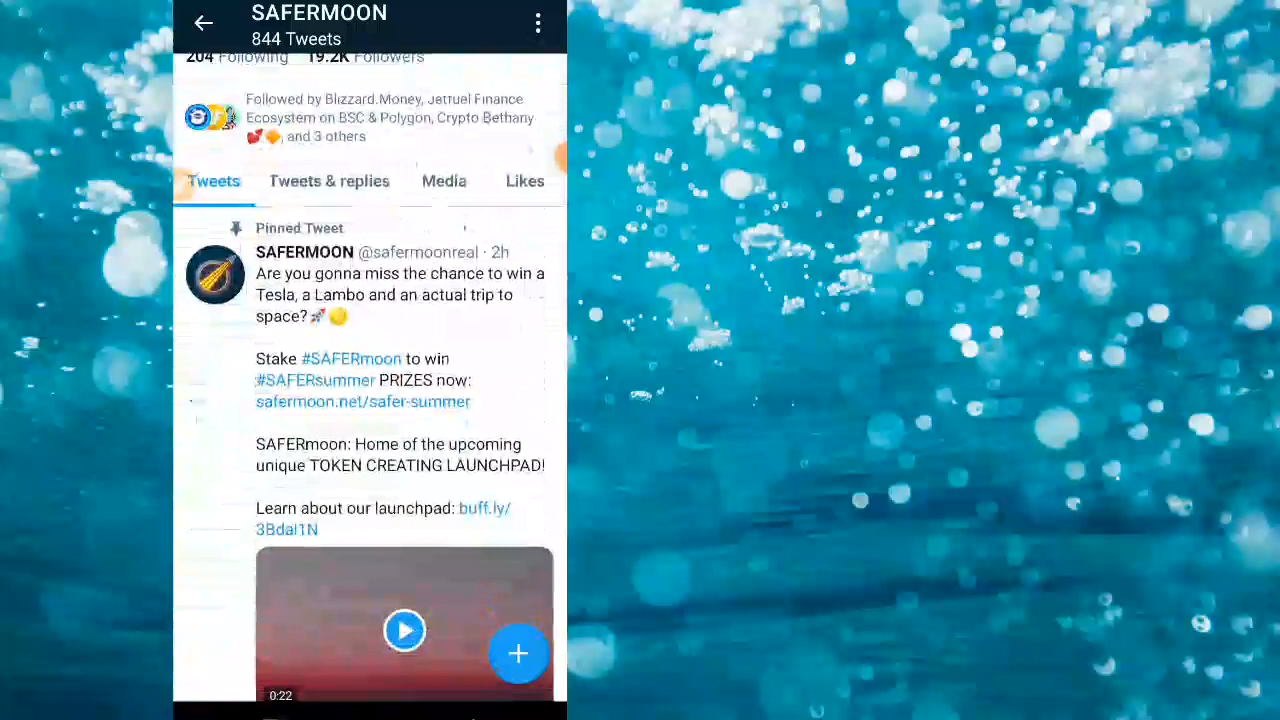 SAFERMOON
844 Tweets
204 Following 19.2K Followers
Followed by Blizzard.Money, Jetfuel Finance
Ecosystem on BSC & Polygon, Crypto Bethany
, and 3 others
Tweets Tweets & replies Media Likes
Pinned Tweet
SAFERMOON @safermoonreal · 2h
Are you gonna miss the chance to win a
Tesla, a Lambo and an actual trip to
space?🚀🌕
Stake #SAFERmoon to win
#SAFERsummer PRIZES now:
safermoon.net/safer-summer
SAFERmoon: Home of the upcoming
unique TOKEN CREATING LAUNCHPAD!
Learn about our launchpad: buff.ly/
3BdaI1N
0:22